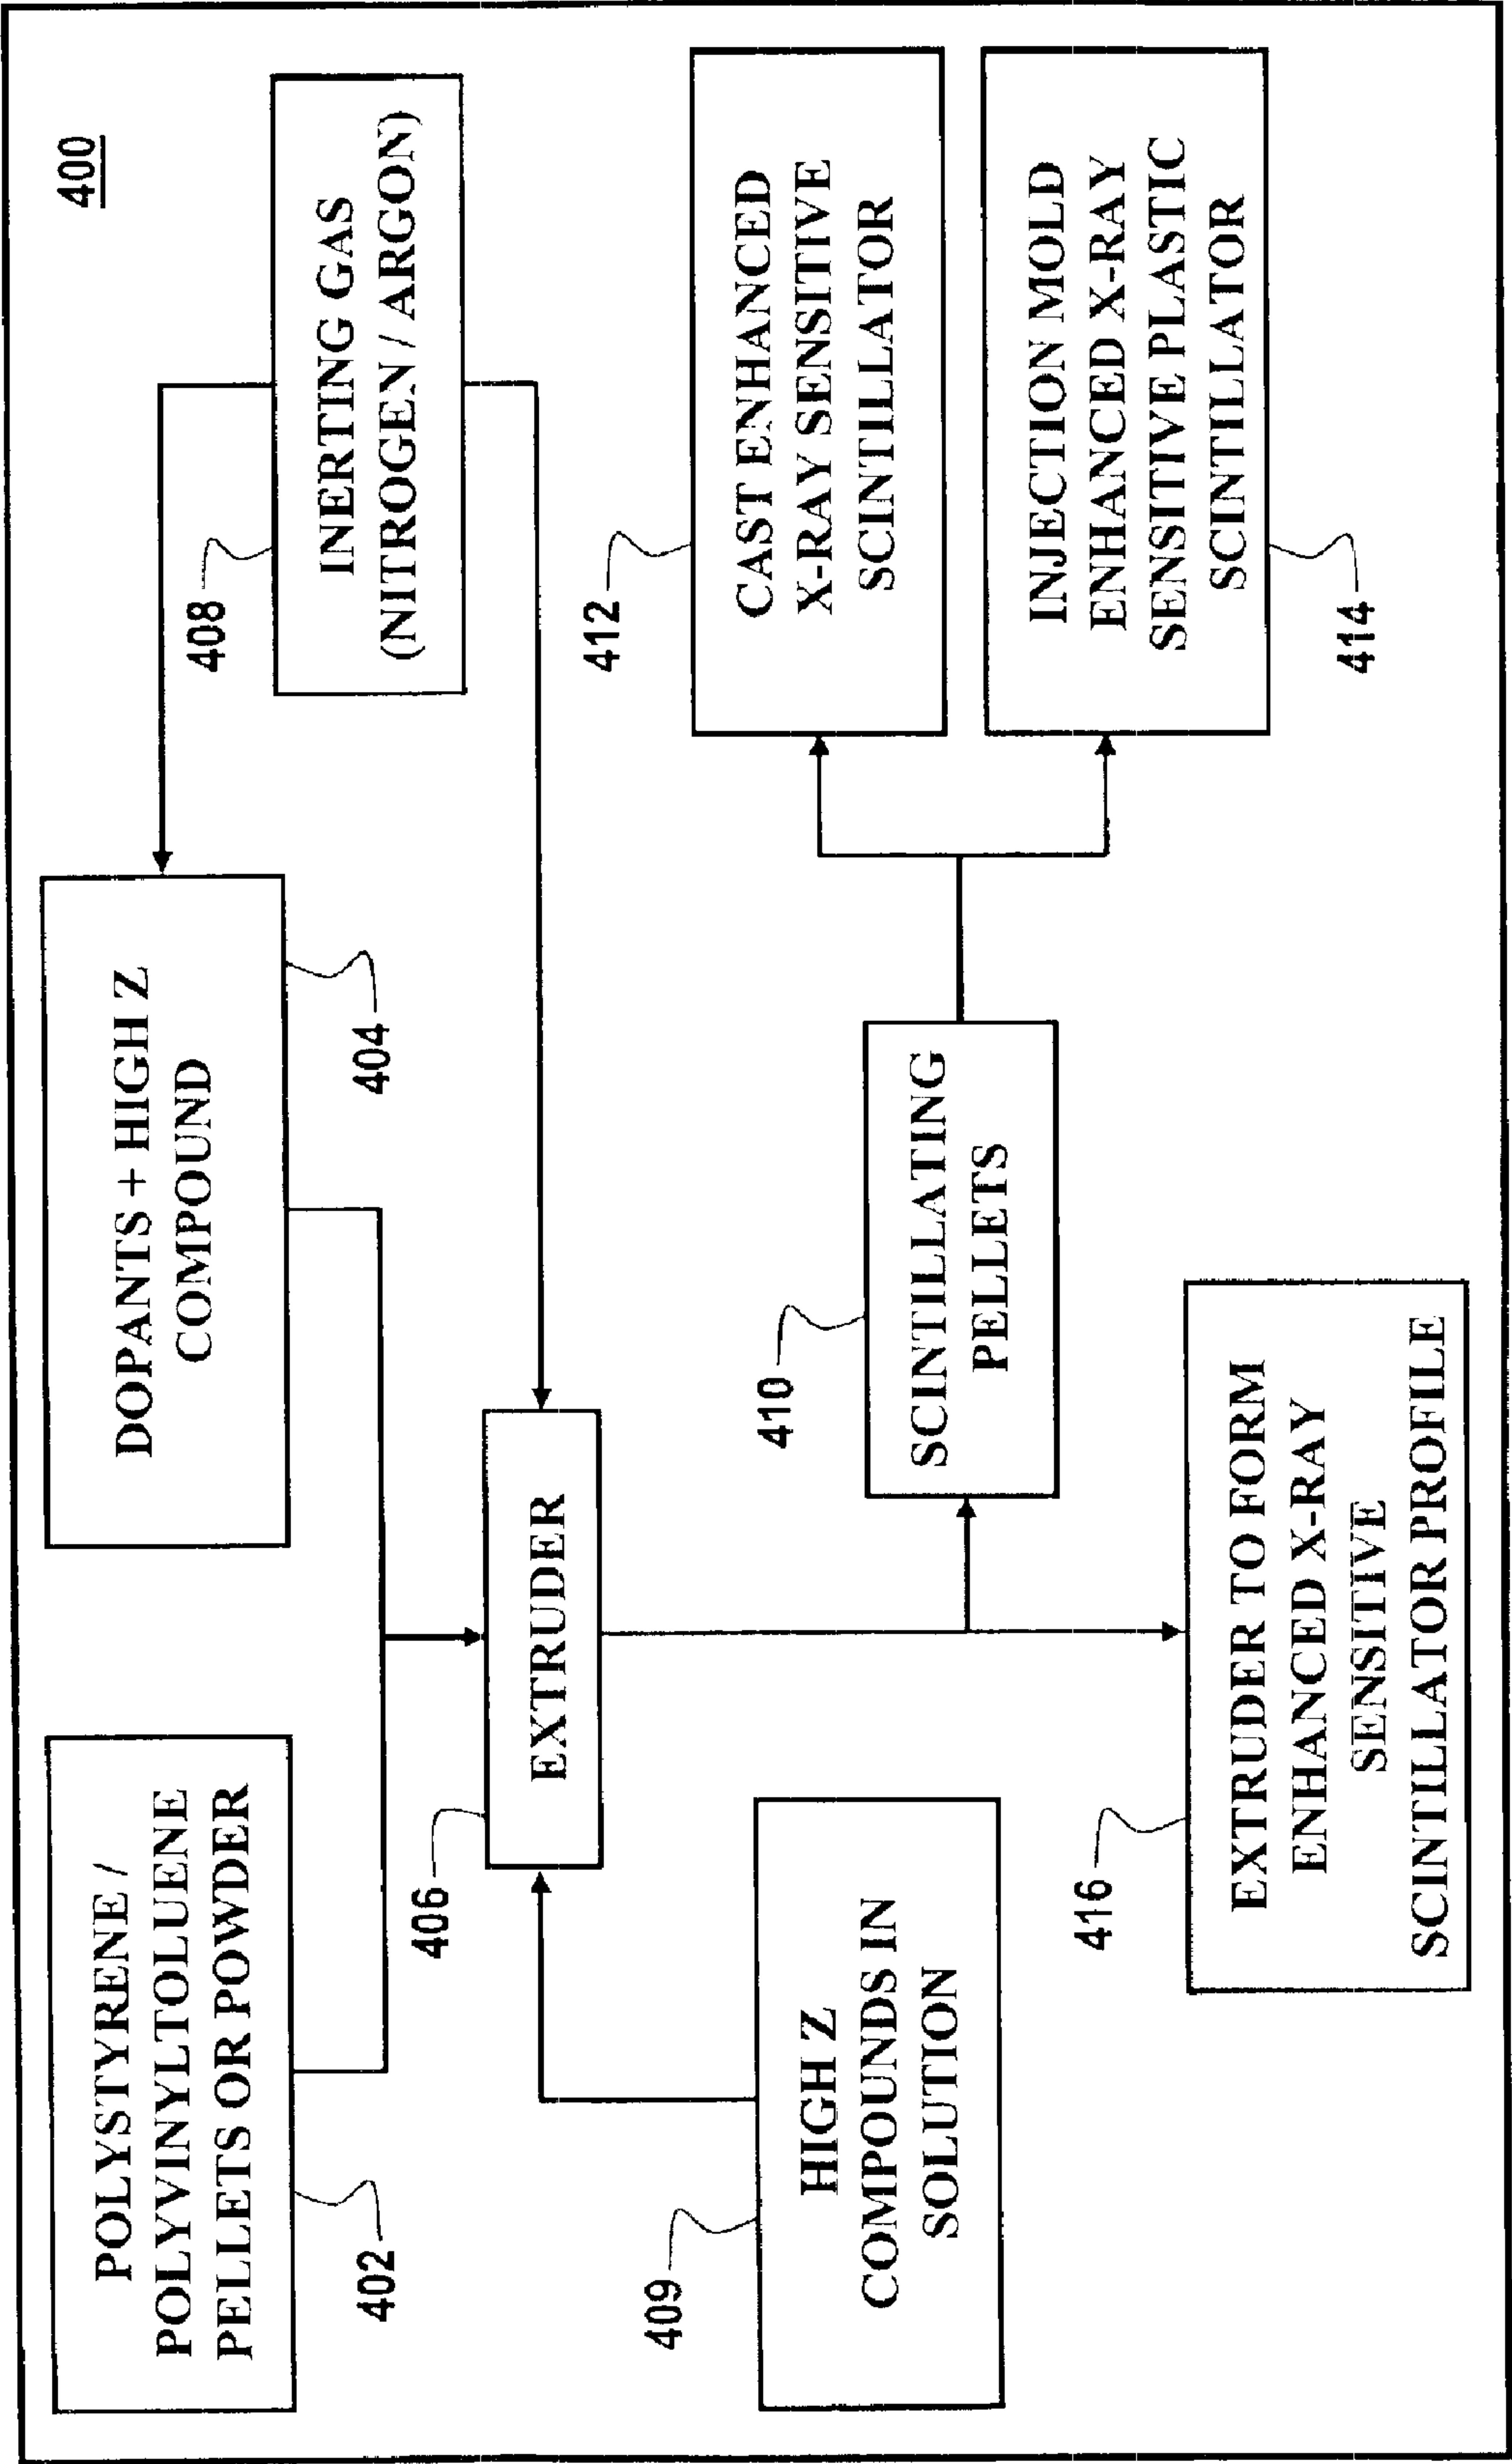 400
POLYSTYRENE /
POLYVINYLTOLUENE
PELLETS OR POWDER
402
DOPANTS + HIGH Z
COMPOUND
404
INERTING GAS
(NITROGEN / ARGON)
408
406
EXTRUDER
409
HIGH Z
COMPOUNDS IN
SOLUTION
410
SCINTILLATING
PELLETS
412
CAST ENHANCED
X-RAY SENSITIVE
SCINTILLATOR
INJECTION MOLD
ENHANCED X-RAY
SENSITIVE PLASTIC
SCINTILLATOR
414
416
EXTRUDER TO FORM
ENHANCED X-RAY
SENSITIVE
SCINTILLATOR PROFILE